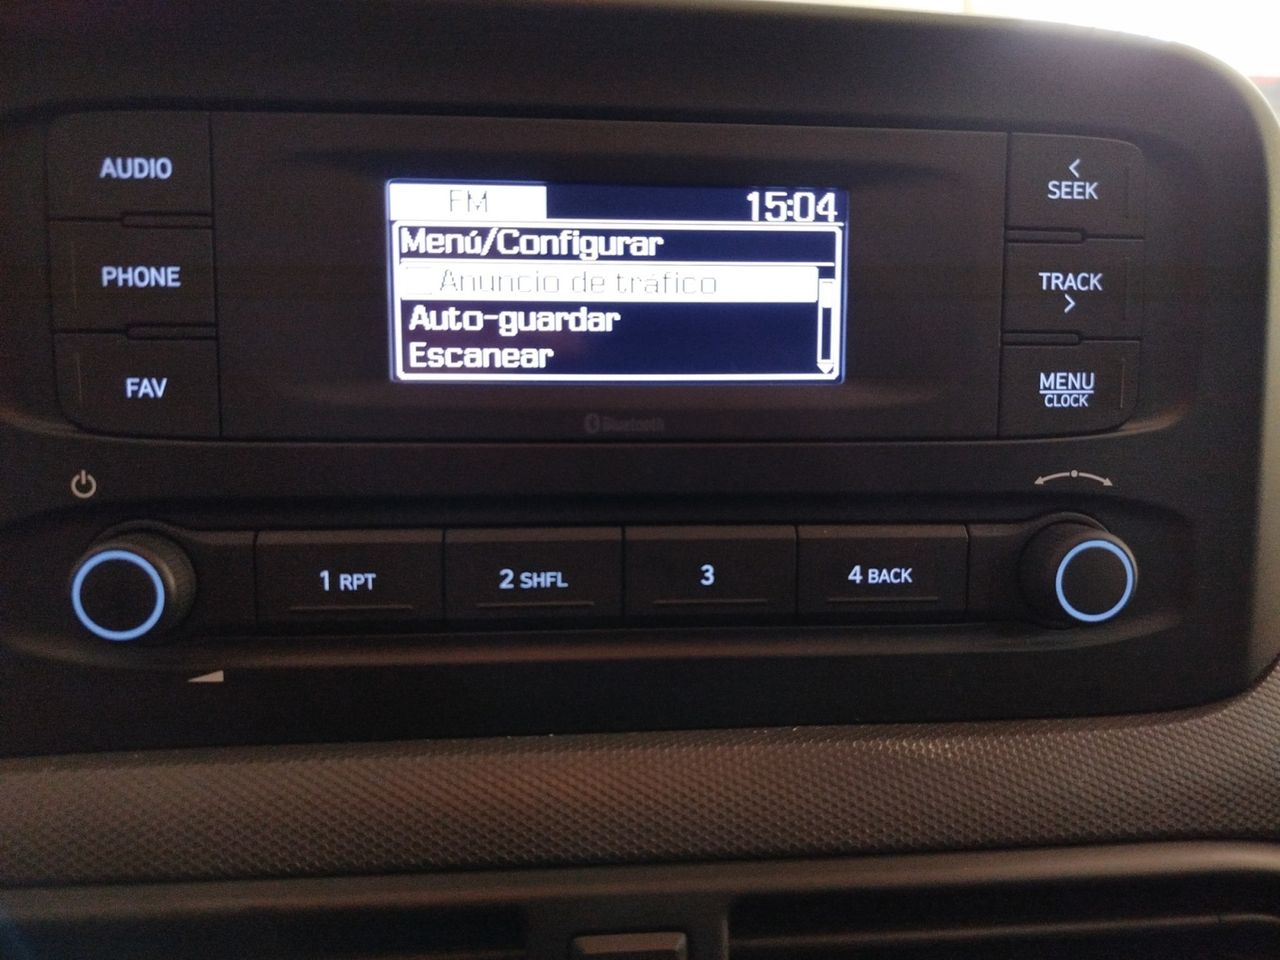 AUDIO
PHONE
FAV
FM 15:04
Menú/Configurar
Anuncio de tráfico
Auto-guardar
Escanear
Bluetooth
< SEEK
TRACK >
MENU
CLOCK
1 RPT
2 SHFL
3
4 BACK